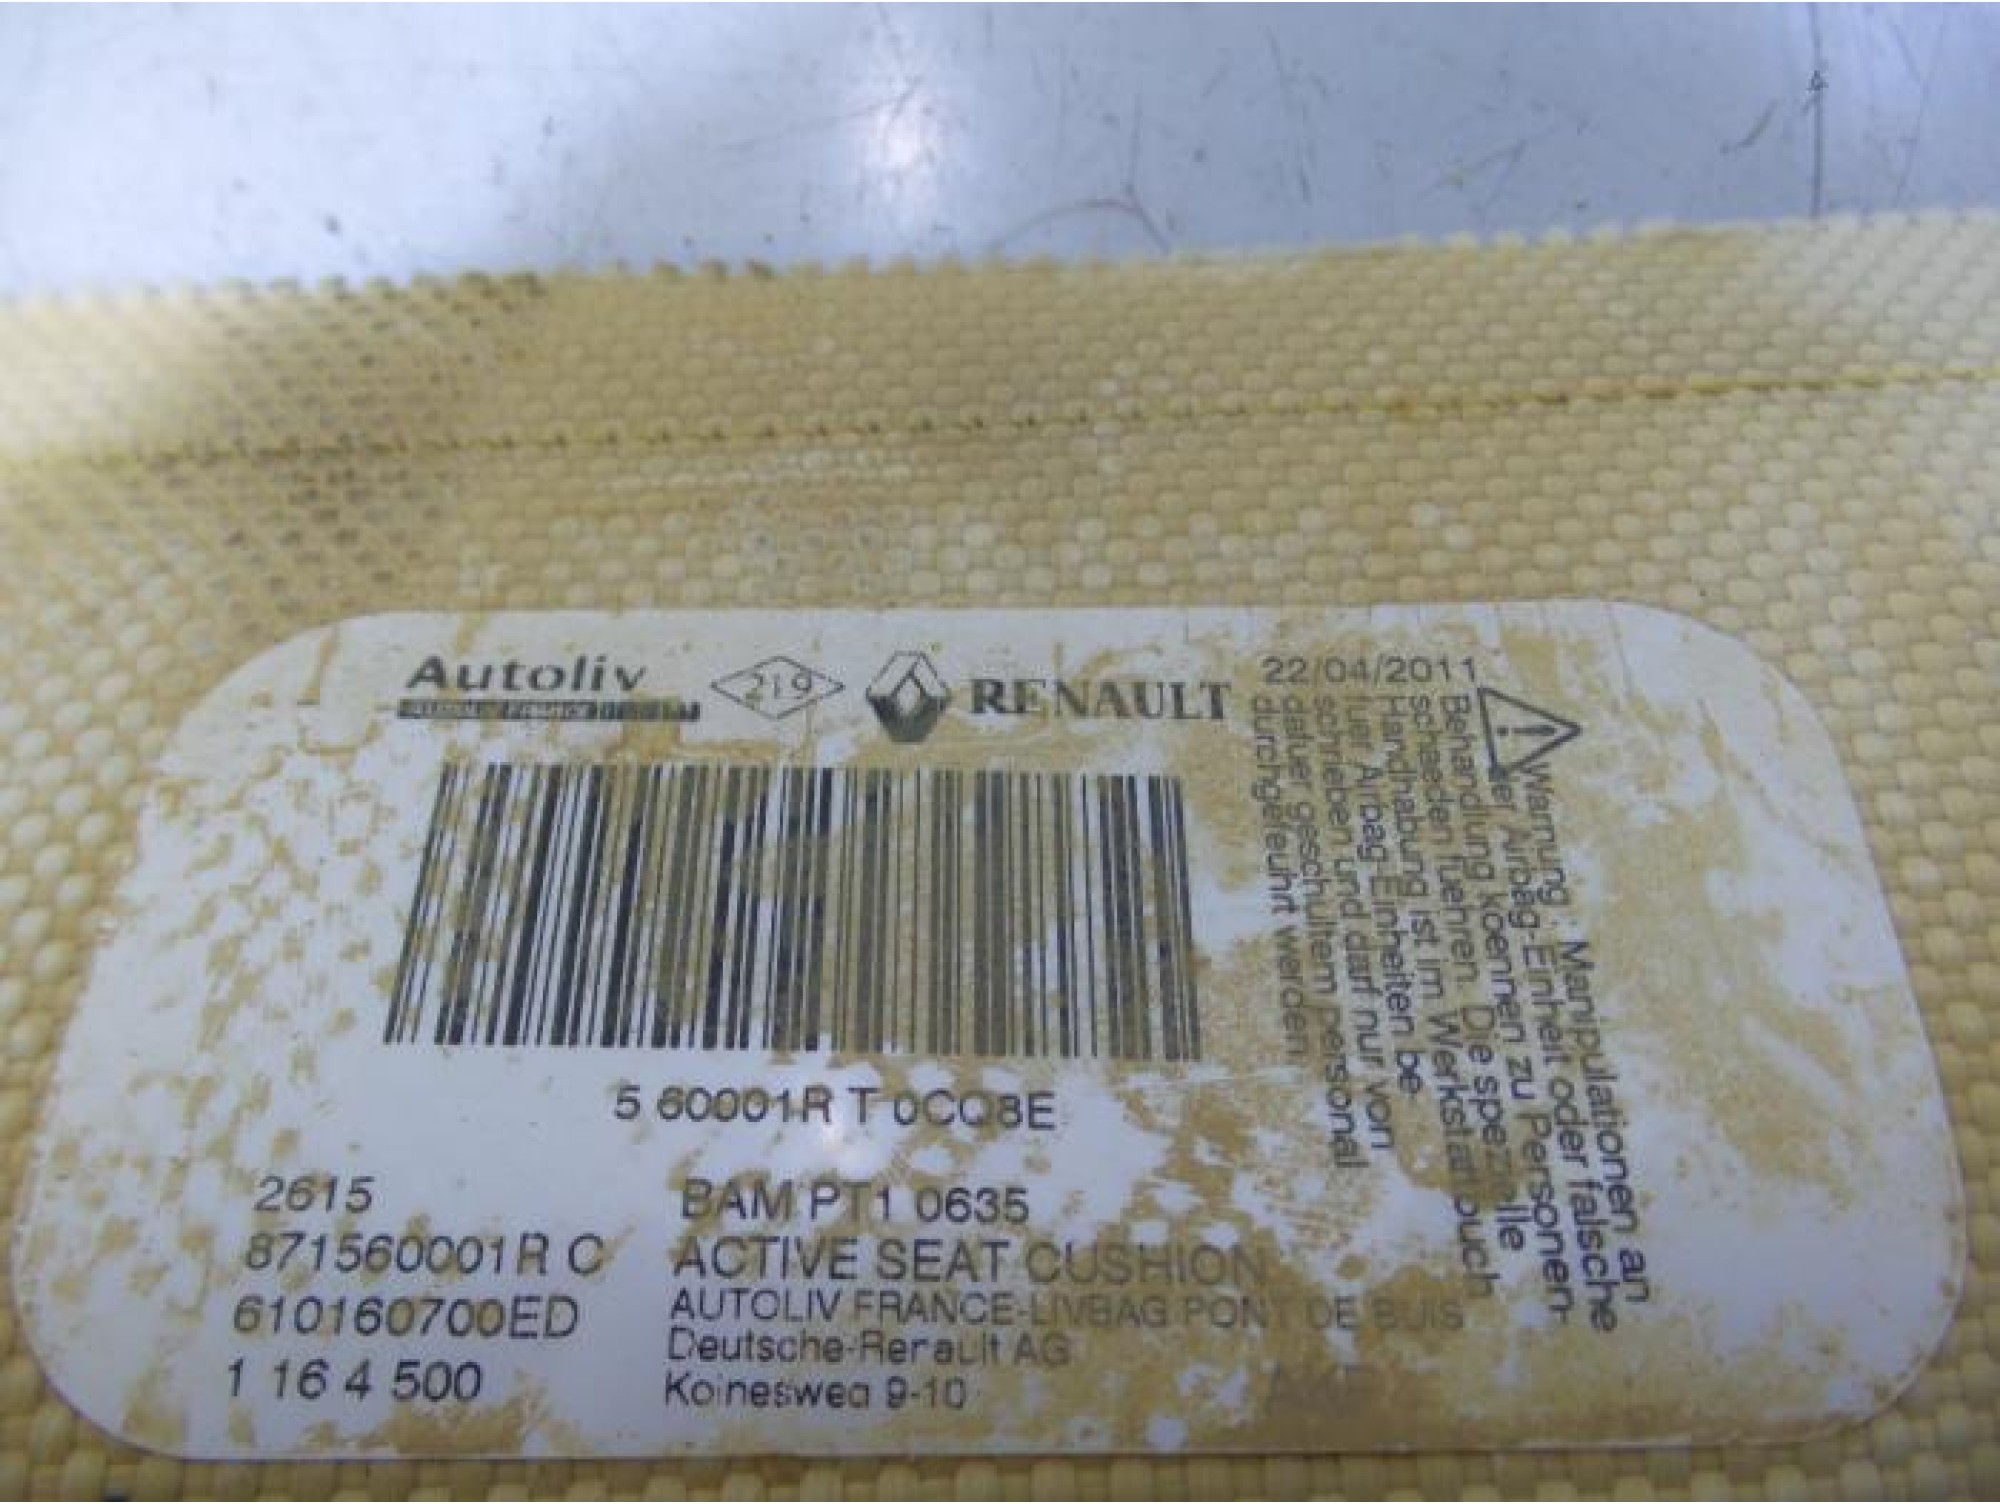 Autoliv
219
RENAULT
22/04/2011
5 60001R T 0CQ8E
2615
871560001R C
610160700ED
1 16 4 500
BAM PT1 0635
ACTIVE SEAT CUSHION
AUTOLIV FRANCE-LIVBAG PONT DE BUIS
Deutsche-Renault AG
9-10
Warnung : Manipulationen an
der Airbag-Einheit oder falsche
Behandlung koennen zu Personen-
schaeden fuehren. Die spezielle
Handhabung ist im Werkstattbuch
fuer Airbag-Einheiten be-
schrieben und darf nur von
dafuer geschultem personal
durchgefuehrt werden